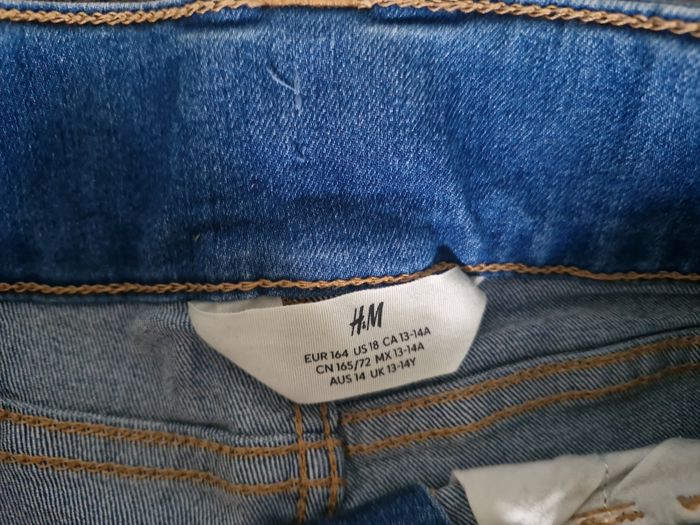 H&M
EUR 164 US 18 CA 13-14A
CN 165/72 MX 13-14A
AUS 14 UK 13-14Y